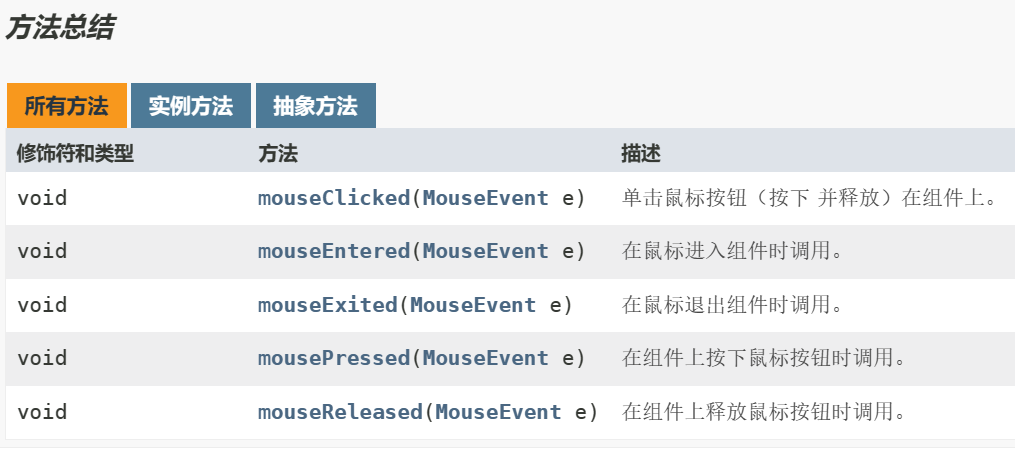 方法总结
所有方法 实例方法 抽象方法
修饰符和类型 方法 描述
void mouseClicked(MouseEvent e) 单击鼠标按钮（按下 并释放）在组件上。
void mouseEntered(MouseEvent e) 在鼠标进入组件时调用。
void mouseExited(MouseEvent e) 在鼠标退出组件时调用。
void mousePressed(MouseEvent e) 在组件上按下鼠标按钮时调用。
void mouseReleased(MouseEvent e) 在组件上释放鼠标按钮时调用。